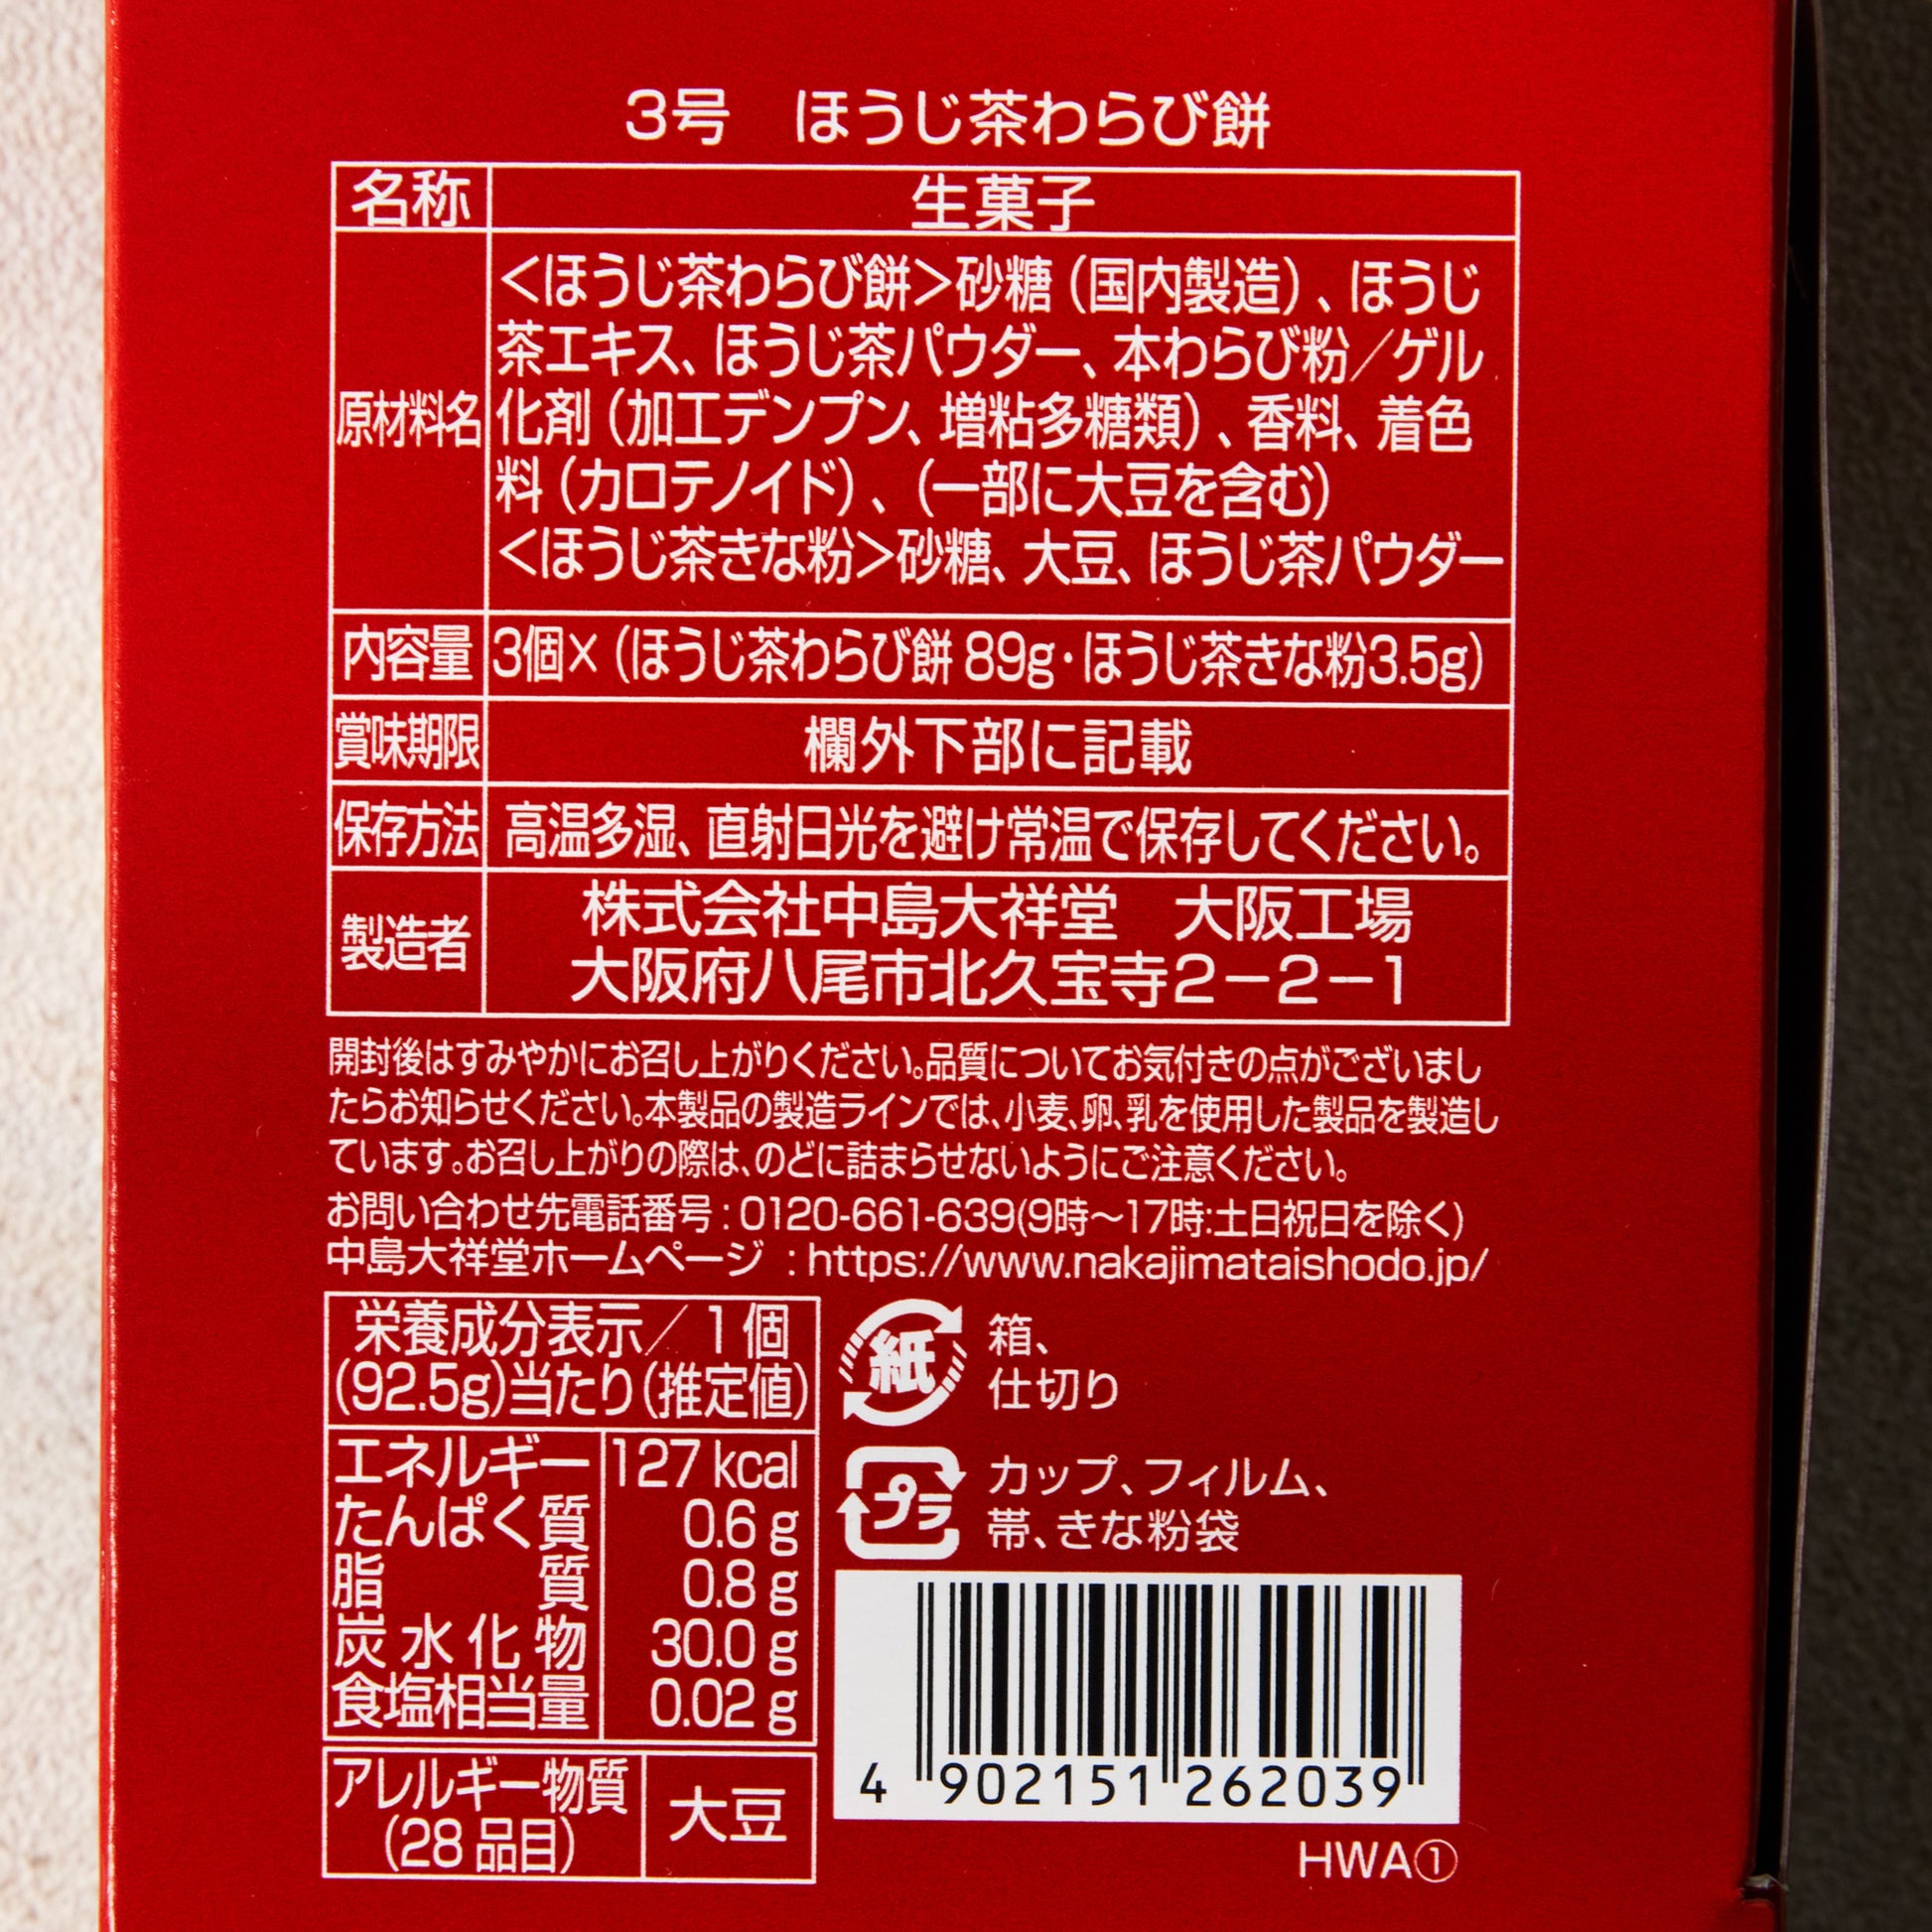 3号　ほうじ茶わらび餅
名称 生菓子
原材料名
<ほうじ茶わらび餅>砂糖（国内製造）、ほうじ
茶エキス、ほうじ茶パウダー、本わらび粉／ゲル
化剤（加工デンプン、増粘多糖類）、香料、着色
料（カロテノイド）、（一部に大豆を含む）
<ほうじ茶きな粉>砂糖、大豆、ほうじ茶パウダー
内容量 3個×（ほうじ茶わらび餅 89g・ほうじ茶きな粉3.5g）
賞味期限 欄外下部に記載
保存方法 高温多湿、直射日光を避け常温で保存してください。
製造者
株式会社中島大祥堂　大阪工場
大阪府八尾市北久宝寺2－2－1
開封後はすみやかにお召し上がりください。品質についてお気付きの点がございまし
たらお知らせください。本製品の製造ラインでは、小麦、卵、乳を使用した製品を製造し
ています。お召し上がりの際は、のどに詰まらせないようにご注意ください。
お問い合わせ先電話番号:0120-661-639(9時～17時:土日祝日を除く)
中島大祥堂ホームページ :https://www.nakajimataishodo.jp/
栄養成分表示／1個
(92.5g)当たり(推定値)
エネルギー 127 kcal
たんぱく質 0.6 g
脂質 0.8 g
炭水化物 30.0 g
食塩相当量 0.02 g
アレルギー物質
(28 品目)
大豆
紙
箱、
仕切り
プラ
カップ、フィルム、
帯、きな粉袋
4 902151 262039
HWA①